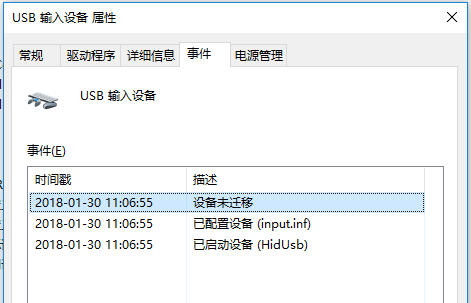 USB 输入设备 属性
常规 驱动程序 详细信息 事件 电源管理
USB 输入设备
事件(E)
时间戳 描述
2018-01-30 11:06:55 设备未迁移
2018-01-30 11:06:55 已配置设备 (input.inf)
2018-01-30 11:06:55 已启动设备 (HidUsb)